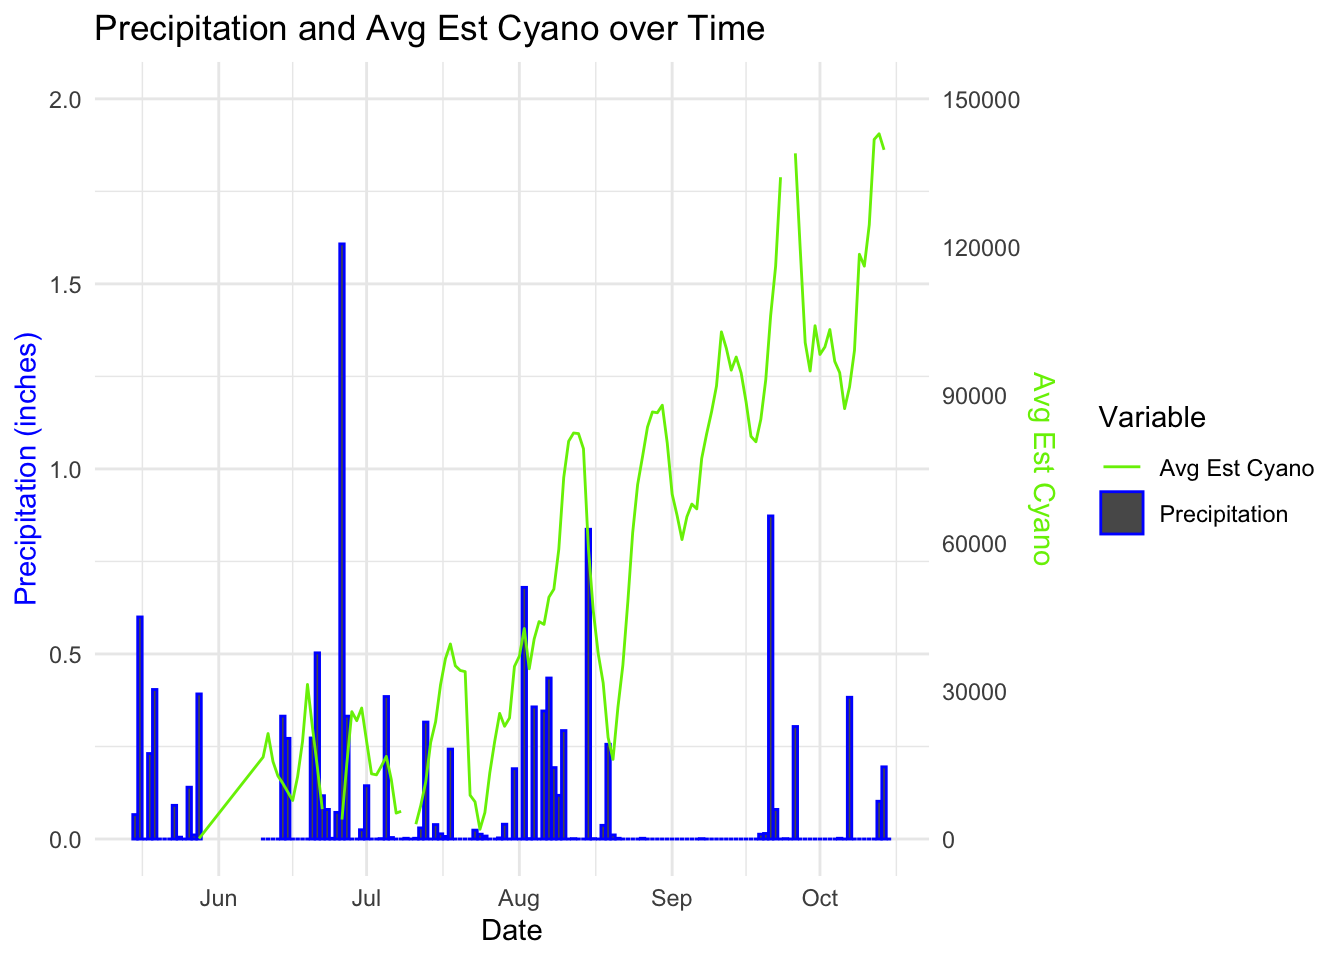 Precipitation and Avg Est Cyano over Time
2.0
1.5
1.0
0.5
0.0
Precipitation (inches)
150000
120000
90000
60000
30000
0
Avg Est Cyano
Jun Jul Aug Sep Oct
Date
Variable
Avg Est Cyano
Precipitation